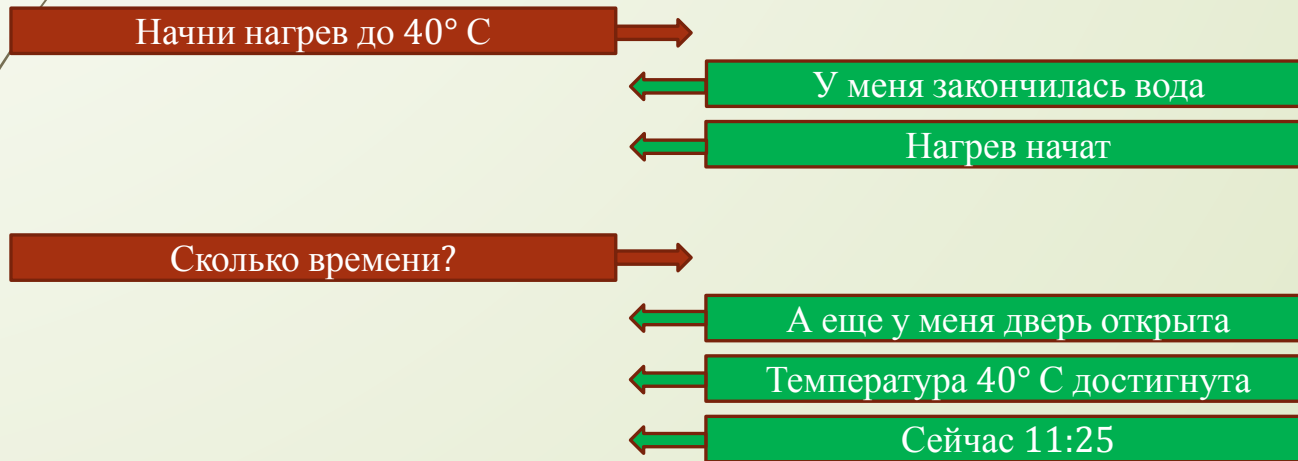 Начни нагрев до 40° C
У меня закончилась вода
Нагрев начат
Сколько времени?
А еще у меня дверь открыта
Температура 40° C достигнута
Сейчас 11:25